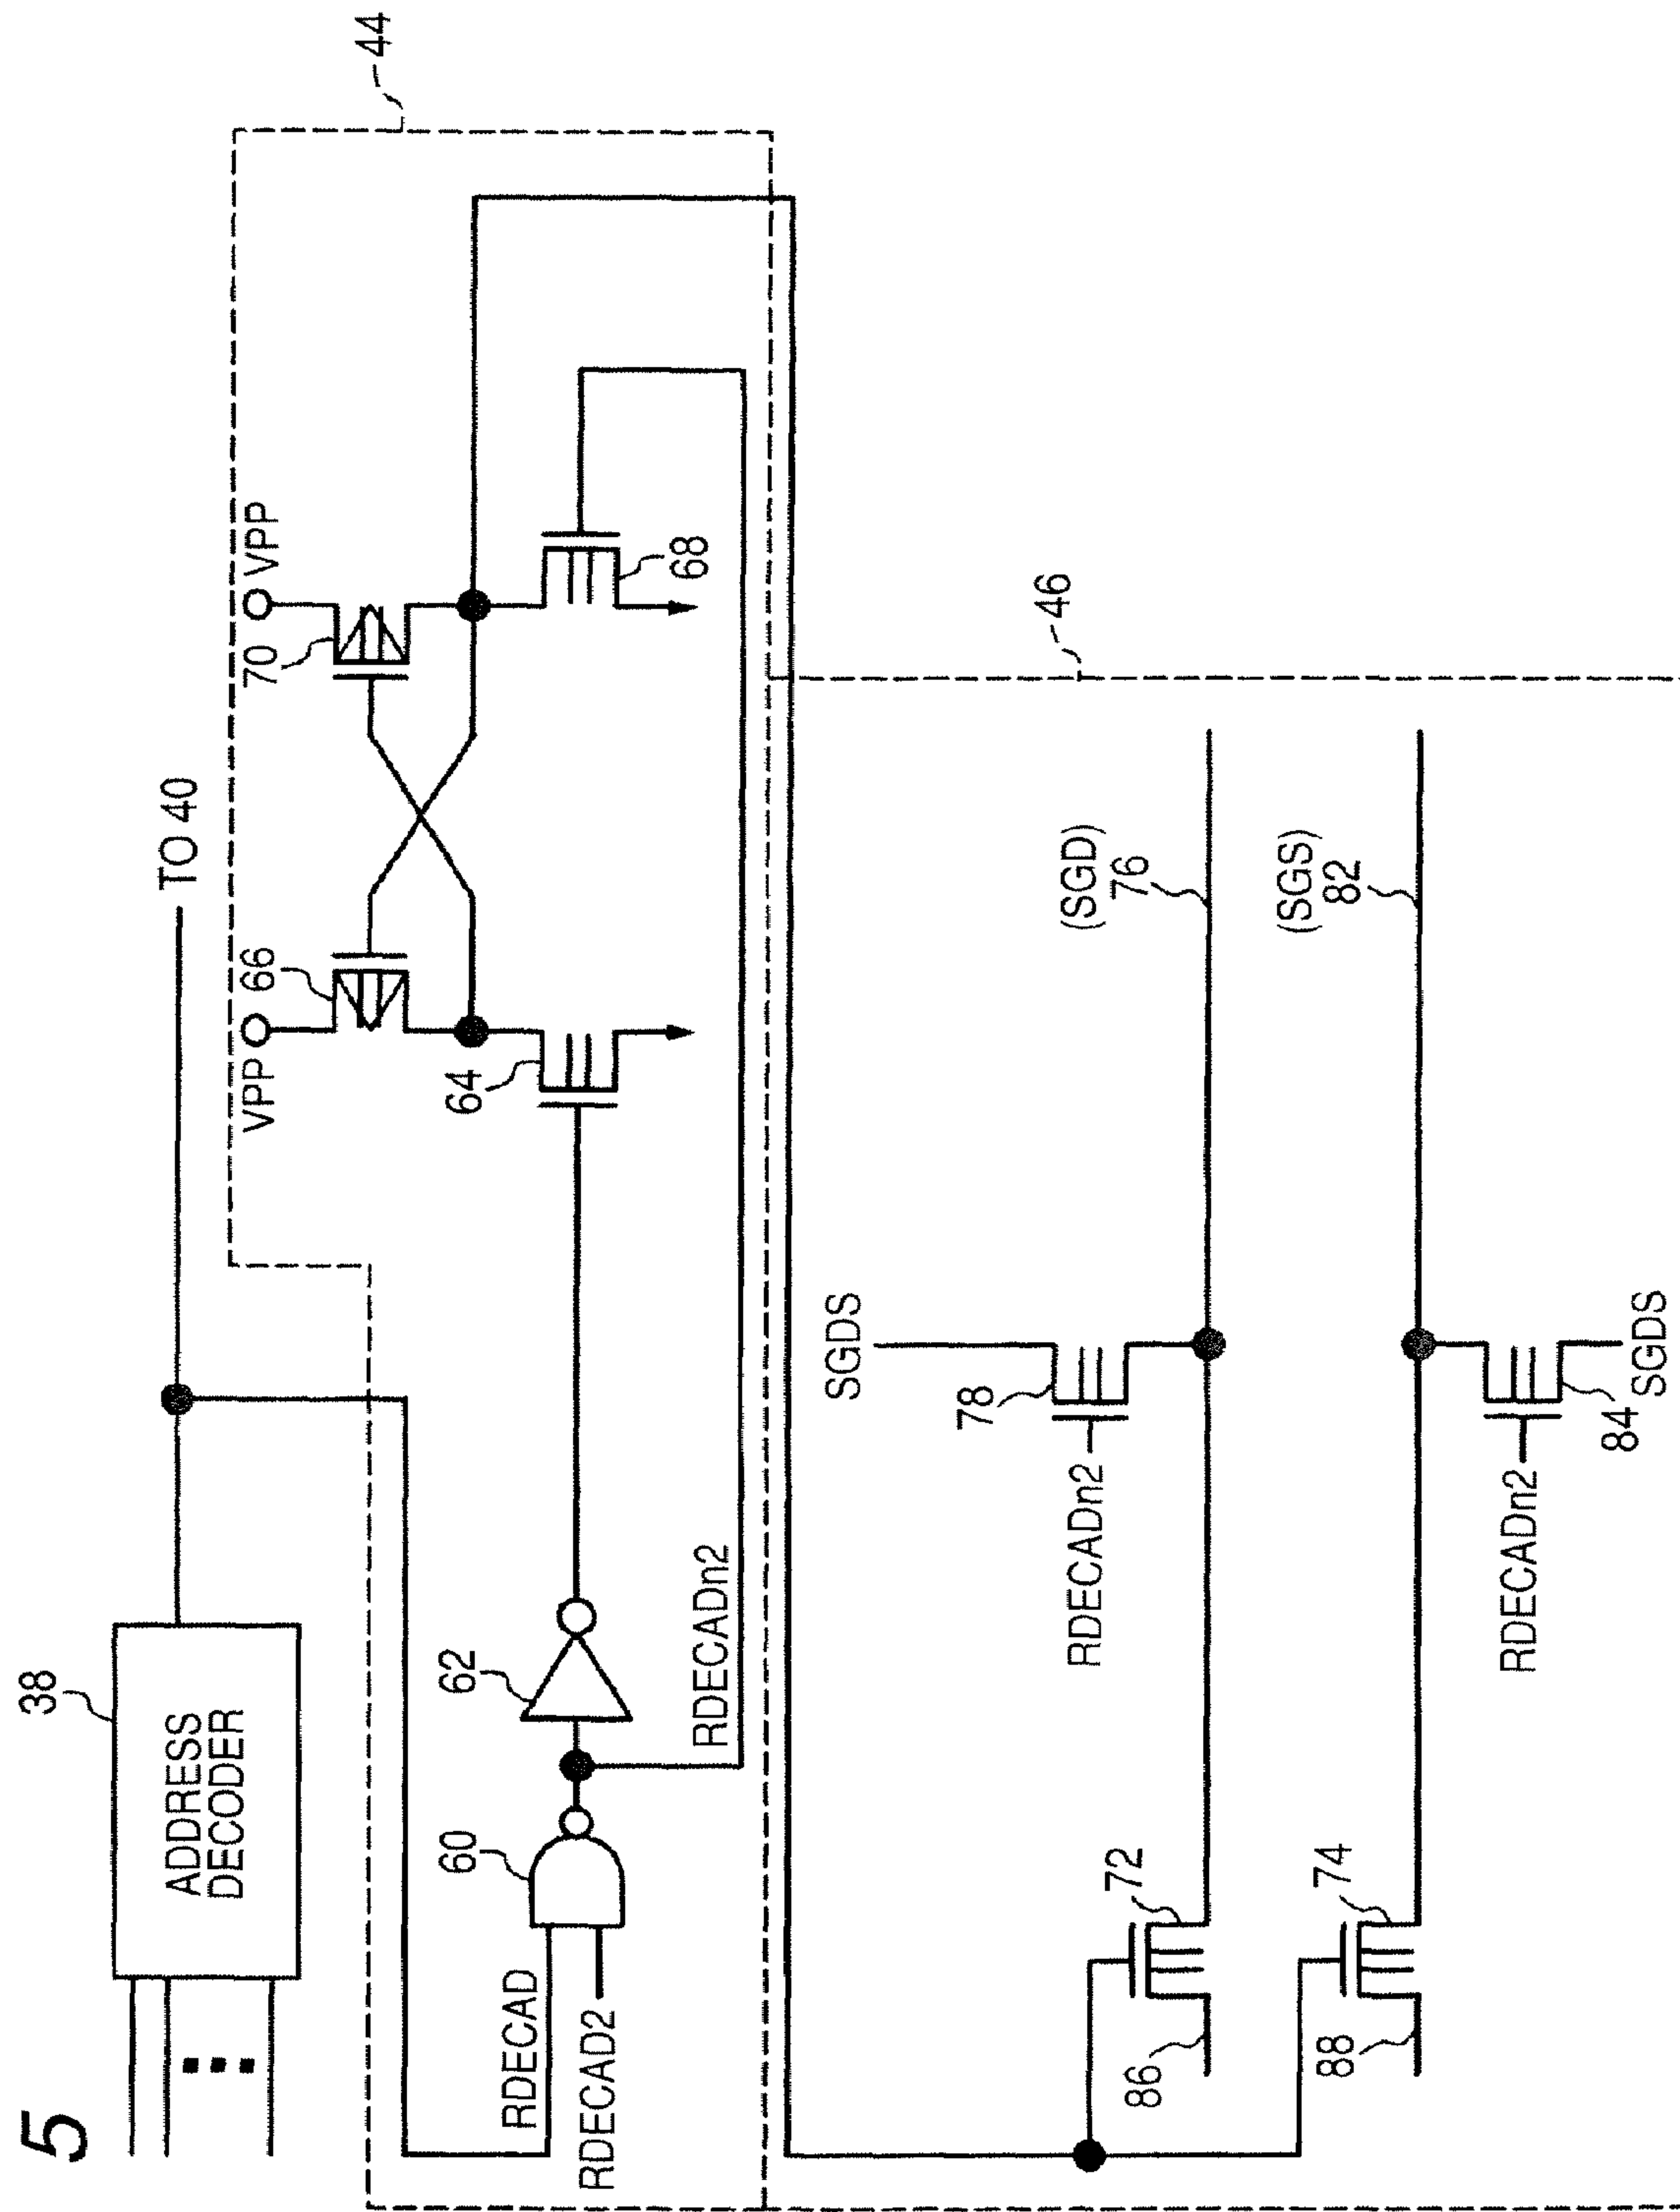 5
38
ADDRESS
DECODER
TO 40
44
VPP
66
70
VPP
64
68
60
62
RDECAD
RDECAD2
RDECADn2
46
SGDS
78
RDECADn2
(SGD)
76
72
86
(SGS)
82
74
88
RDECADn2
84
SGDS